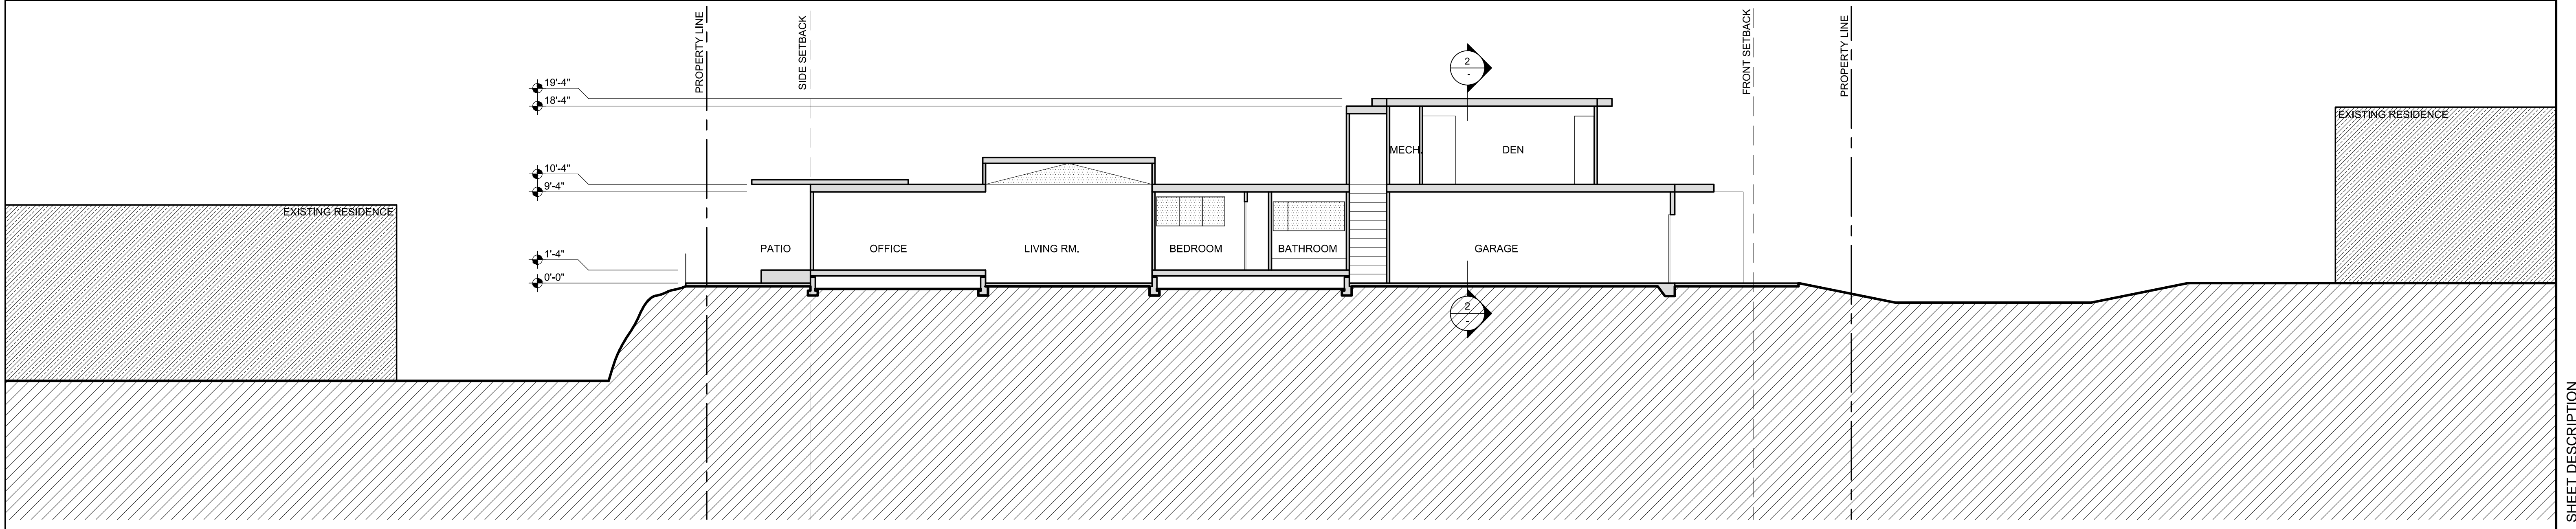 PROPERTY LINE
SIDE SETBACK
FRONT SETBACK
PROPERTY LINE
2
-
19'-4"
18'-4"
EXISTING RESIDENCE
MECH.
DEN
10'-4"
9'-4"
EXISTING RESIDENCE
PATIO
OFFICE
LIVING RM.
BEDROOM
BATHROOM
GARAGE
1'-4"
0'-0"
2
-
SHEET DESCRIPTION